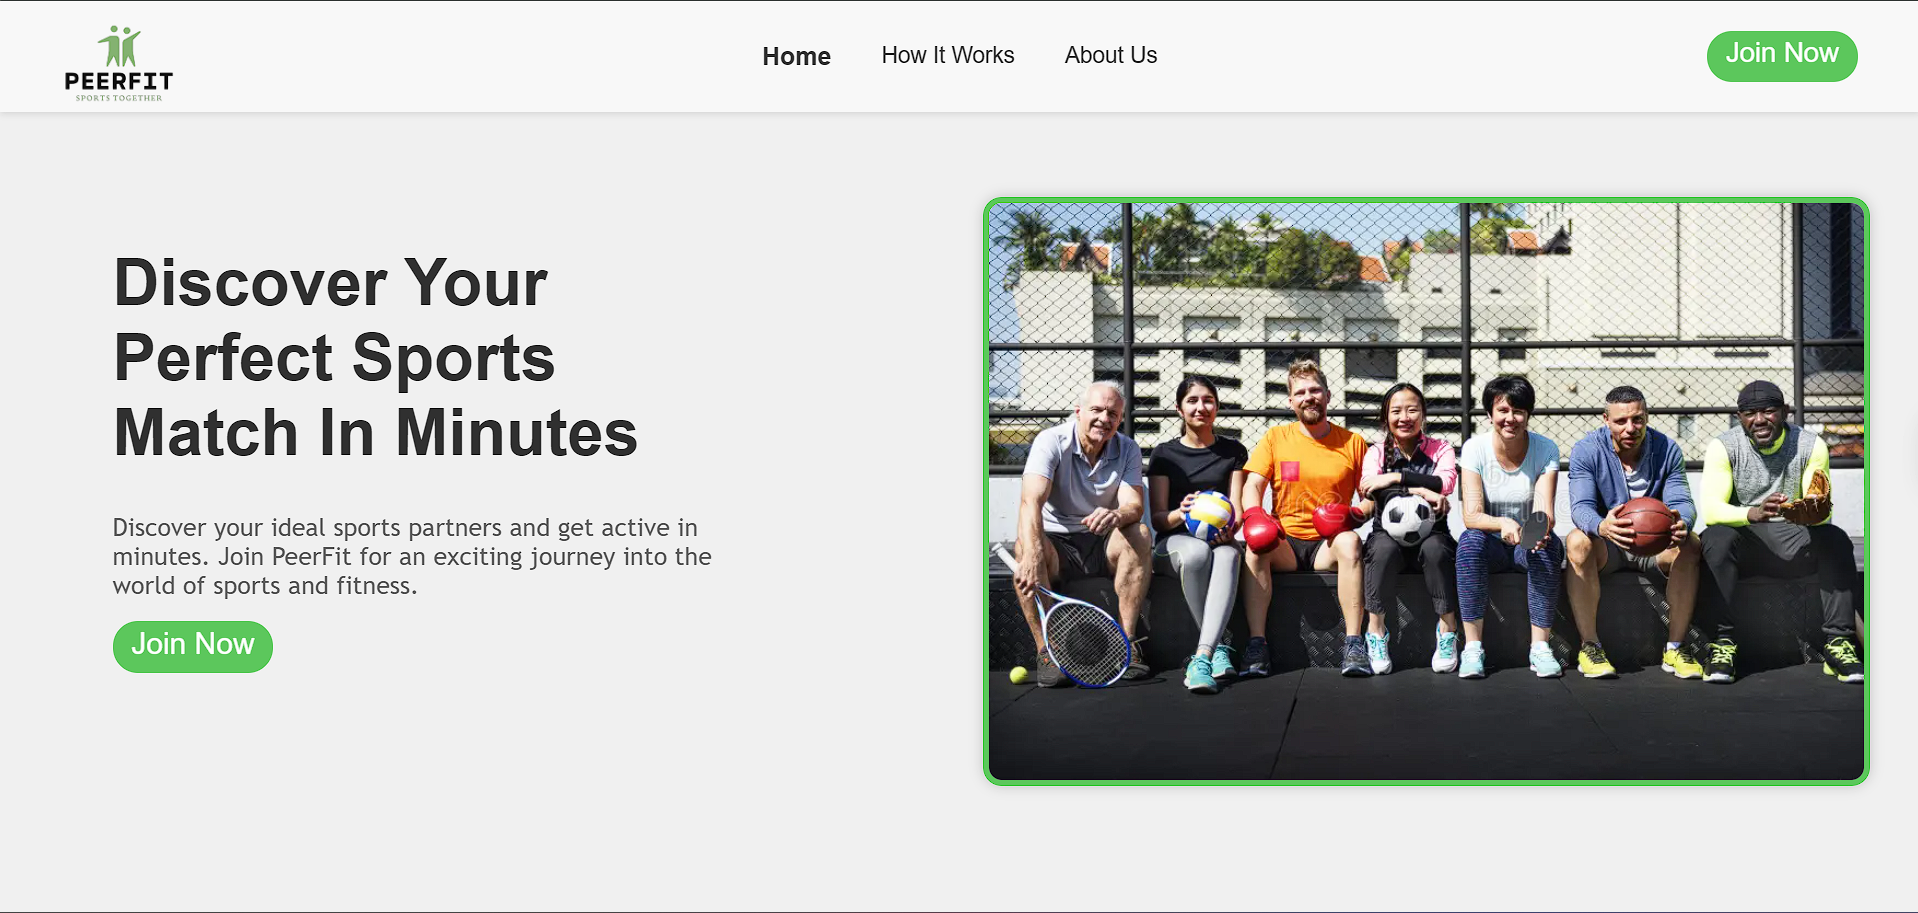 PEERFIT
SPORTS TOGETHER
Home
How It Works
About Us
Join Now
Discover Your
Perfect Sports
Match In Minutes
Discover your ideal sports partners and get active in
minutes. Join PeerFit for an exciting journey into the
world of sports and fitness.
Join Now